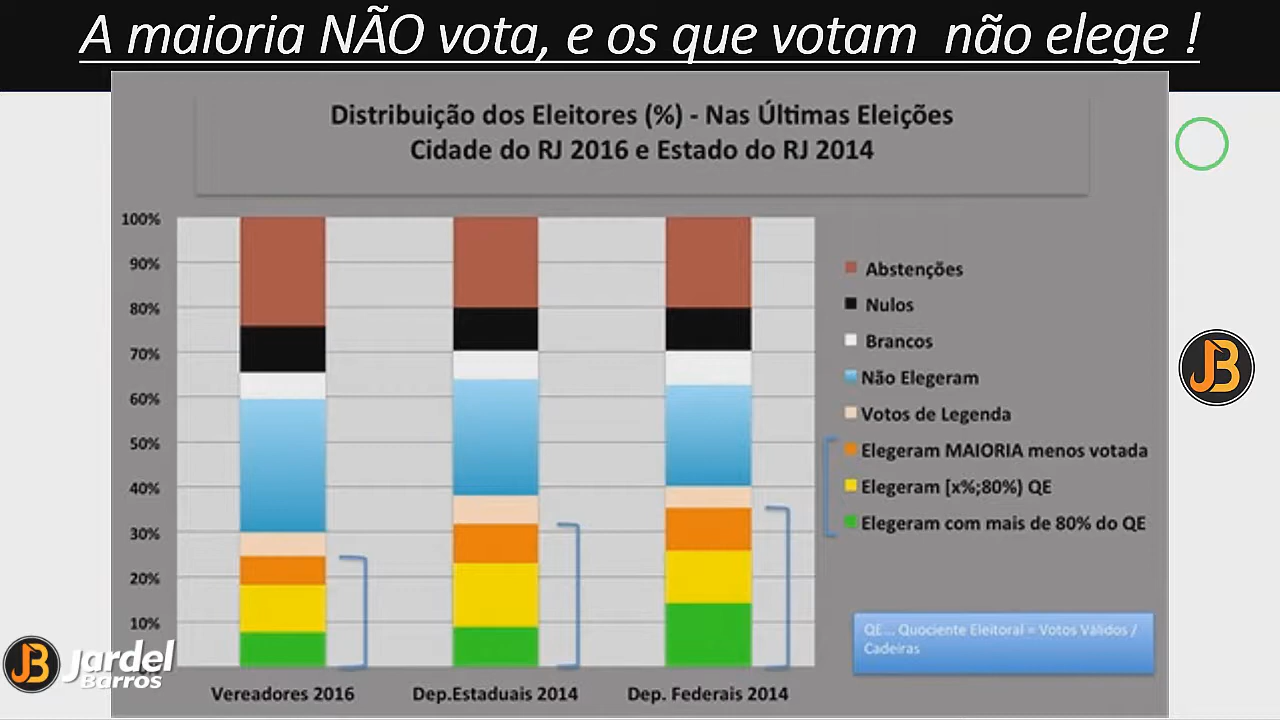 A maioria NÃO vota, e os que votam não elege !
Distribuição dos Eleitores (%) - Nas Últimas Eleições
Cidade do RJ 2016 e Estado do RJ 2014
100%
90%
80%
70%
60%
50%
40%
30%
20%
10%
Abstenções
Nulos
Brancos
Não Elegeram
Votos de Legenda
Elegeram MAIORIA menos votada
Elegeram [x%;80%) QE
Elegeram com mais de 80% do QE
QE... Quociente Eleitoral = Votos Válidos /
Cadeiras
Vereadores 2016
Dep.Estaduais 2014
Dep. Federais 2014
JB
JB
Jardel
Barros